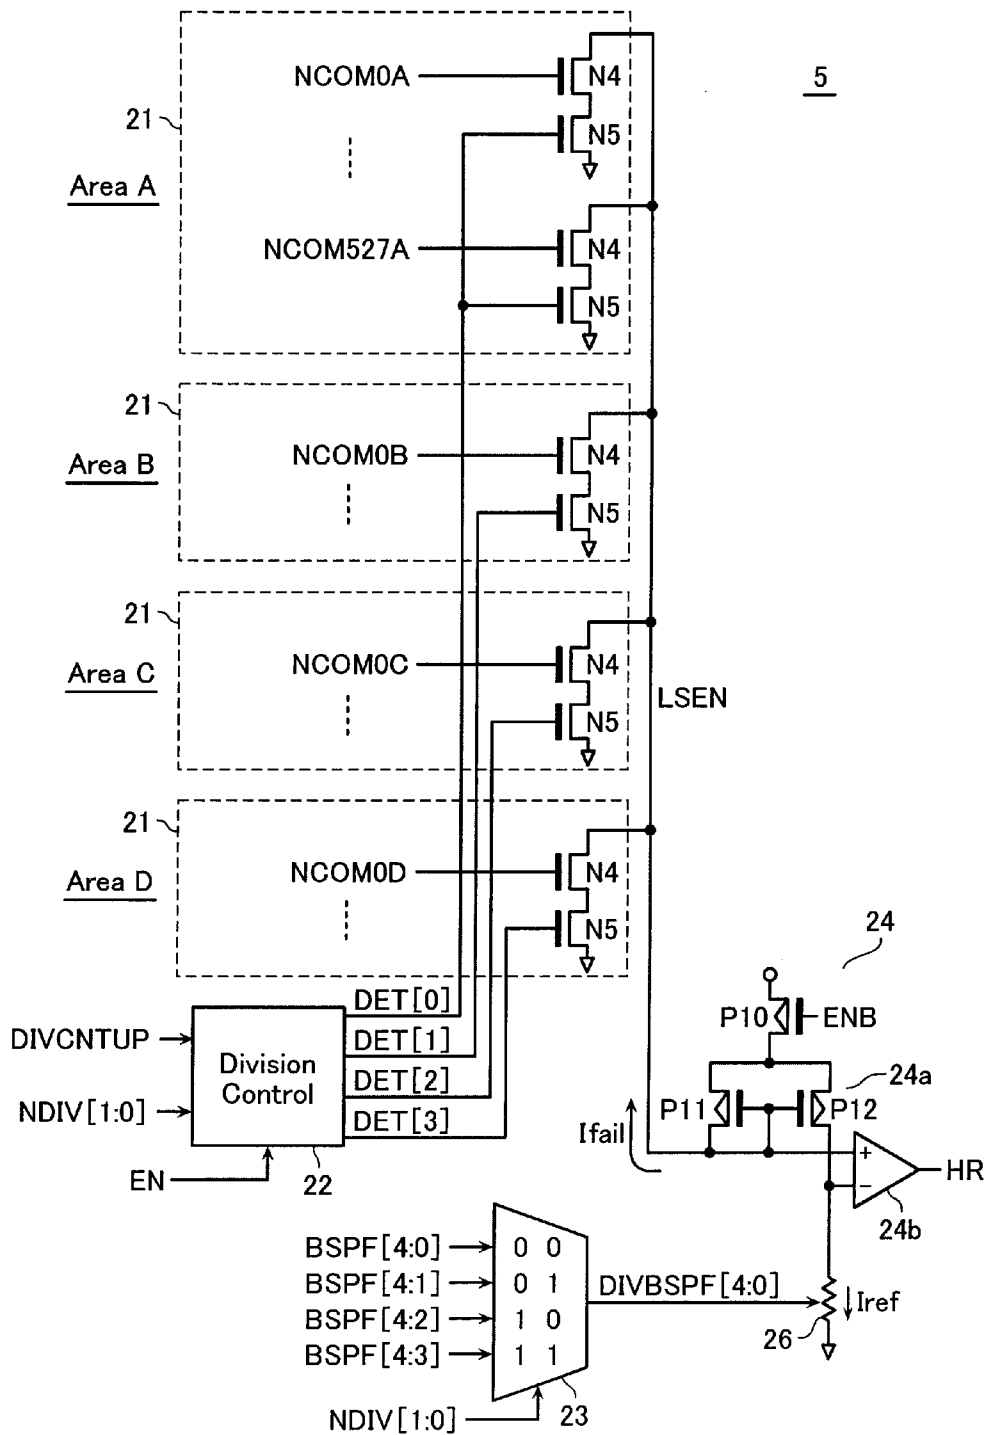 5
21
Area A
NCOM0A
N4
N5
NCOM527A
N4
N5
21
Area B
NCOM0B
N4
N5
21
Area C
NCOM0C
N4
N5
LSEN
21
Area D
NCOM0D
N4
N5
DIVCNTUP
NDIV[1:0]
EN
Division
Control
22
DET[0]
DET[1]
DET[2]
DET[3]
24
P10
ENB
24a
P11
P12
Ifail
+
−
HR
24b
BSPF[4:0]
BSPF[4:1]
BSPF[4:2]
BSPF[4:3]
0 0
0 1
1 0
1 1
NDIV[1:0]
23
DIVBSPF[4:0]
Iref
26